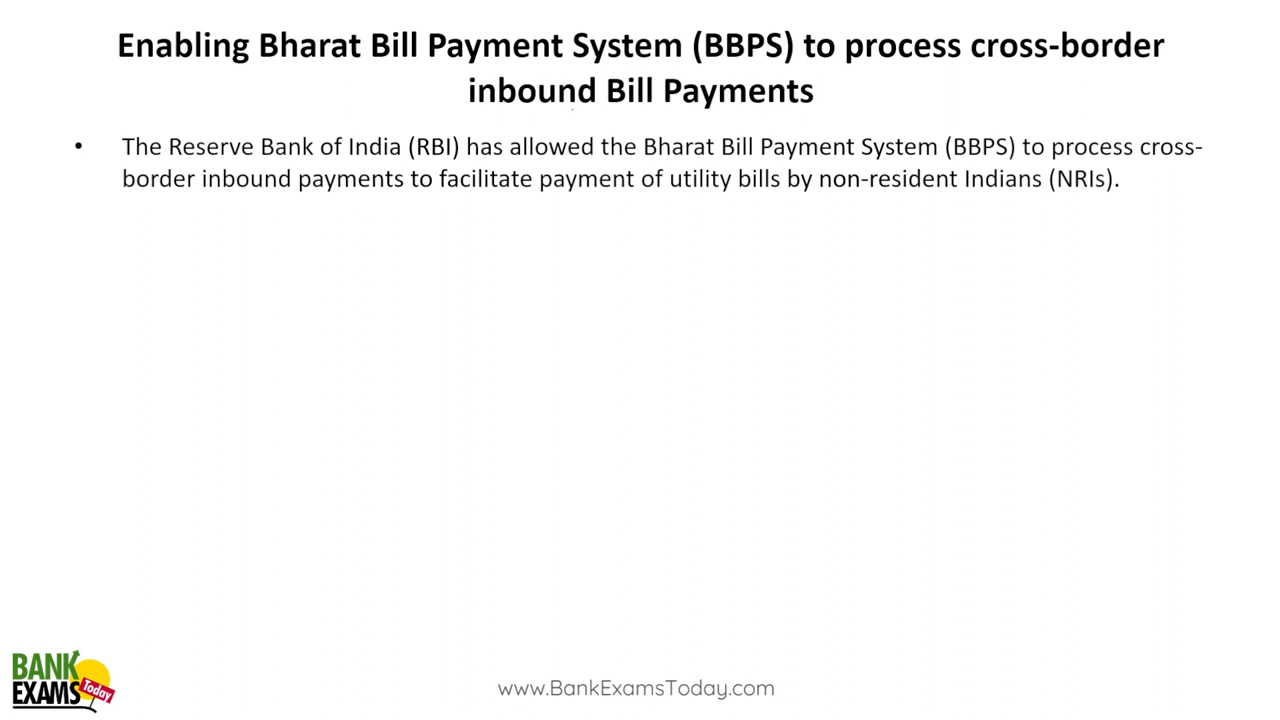 Enabling Bharat Bill Payment System (BBPS) to process cross-border
inbound Bill Payments
• The Reserve Bank of India (RBI) has allowed the Bharat Bill Payment System (BBPS) to process cross-
border inbound payments to facilitate payment of utility bills by non-resident Indians (NRIs).
BANK
EXAMS Today
www.BankExamsToday.com